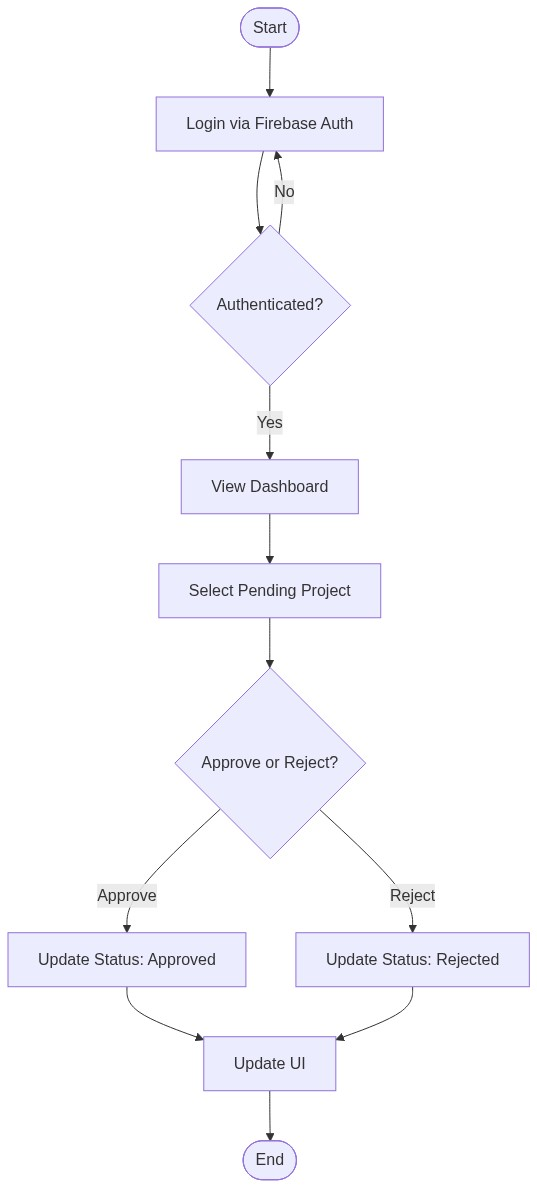 Start
Login via Firebase Auth
No
Authenticated?
Yes
View Dashboard
Select Pending Project
Approve or Reject?
Approve
Reject
Update Status: Approved
Update Status: Rejected
Update UI
End